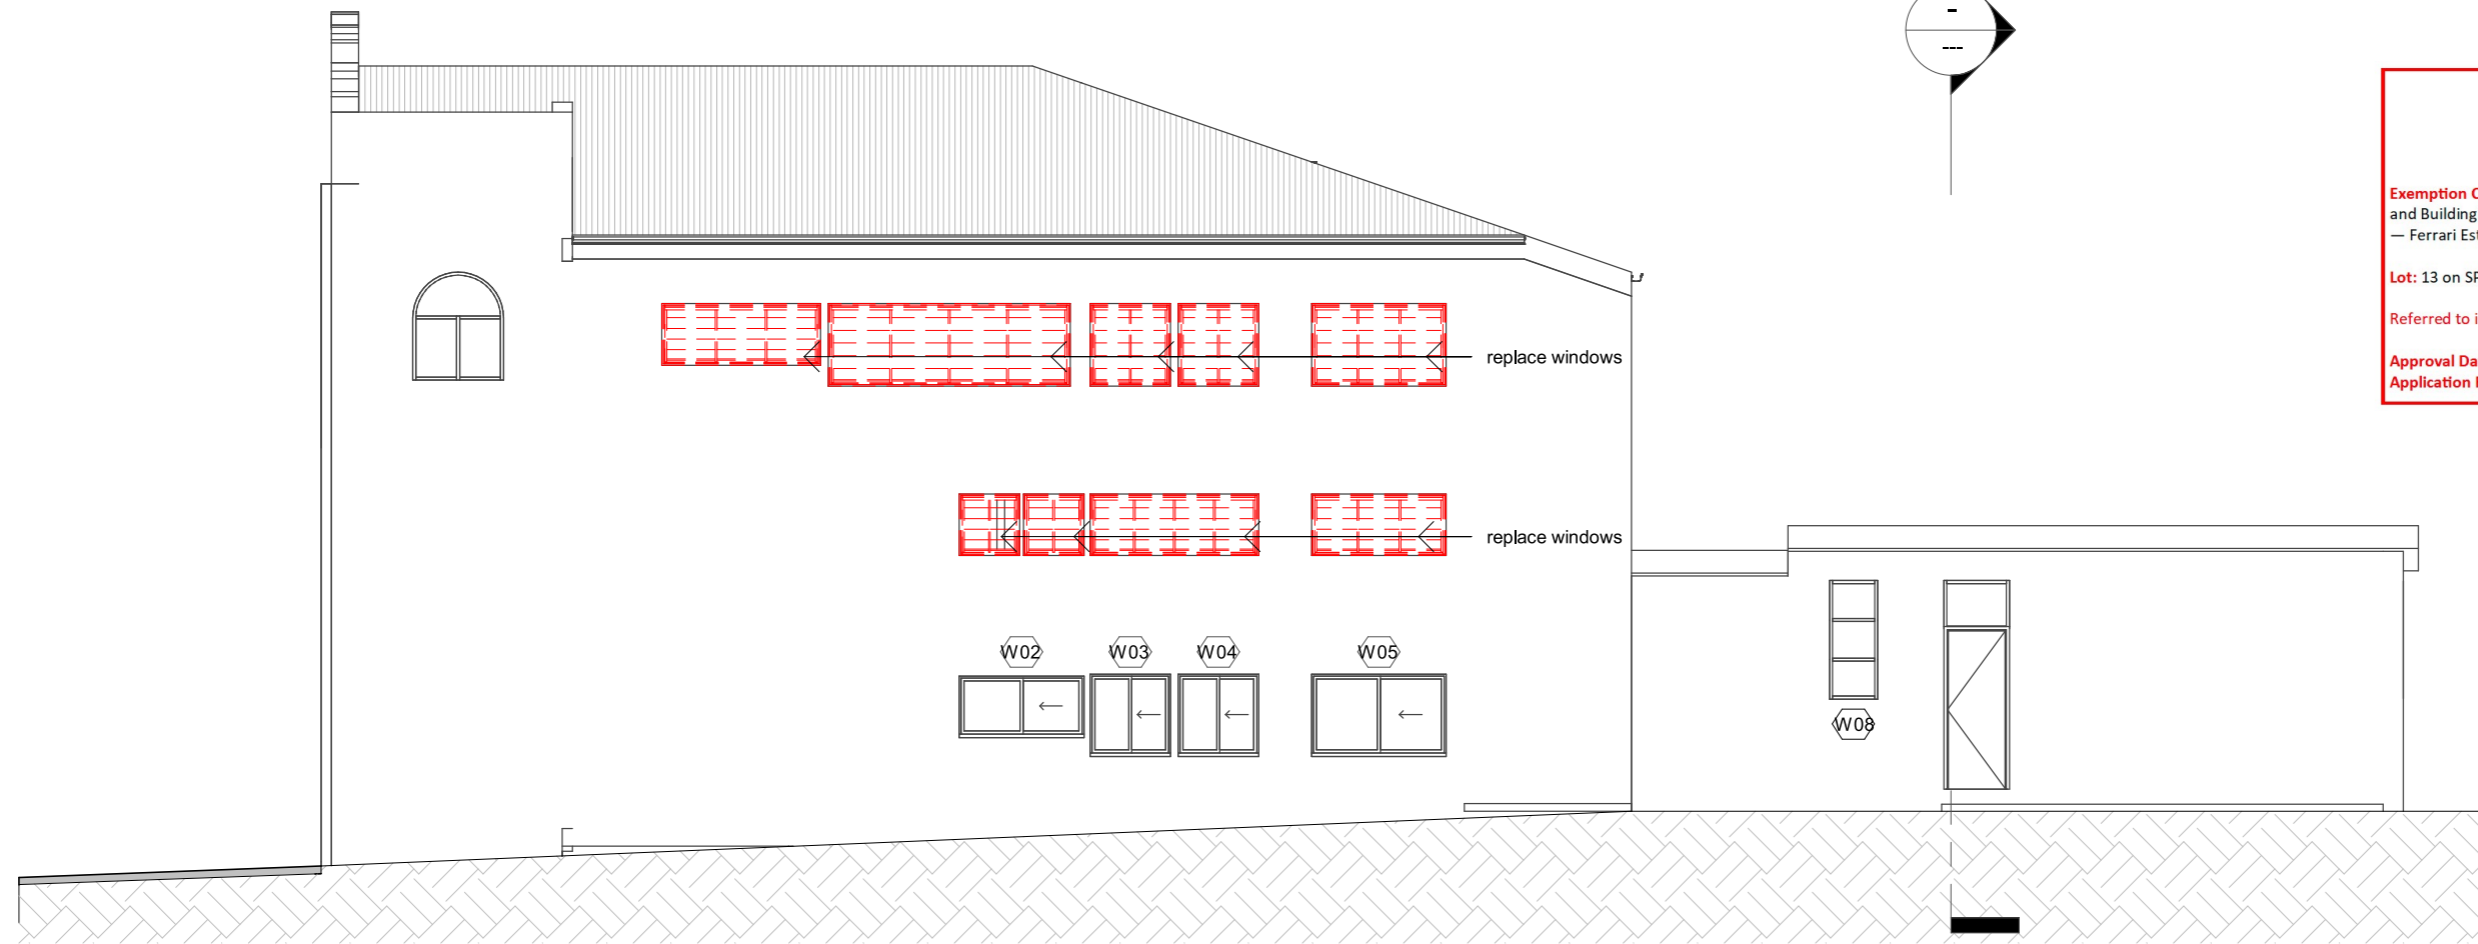 -
---
Exemption C
and Building
— Ferrari Est
Lot: 13 on SP
Referred to i
Approval Da
Application
replace windows
replace windows
W02
W03
W04
W05
W08